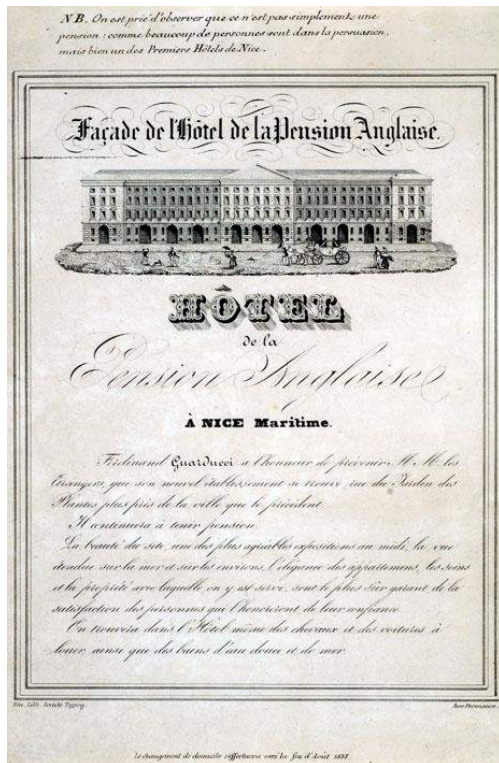 NB. On est prié d'observer que ce n'est pas simplement une
pension : comme beaucoup de personnes sont dans la persuasion,
mais bien un des Premiers Hôtels de Nice.
Façade de l'Hôtel de la Pension Anglaise.
HÔTEL
de la
Pension Anglaise
À NICE Maritime.
Ferdinand Guarducci a l'honneur de prévenir M.M. les
Etrangers, que son nouvel établissement se trouve, rue du Jardin des
Plantes plus près de la ville que le précédent.
Il continuera à tenir pension.
La beauté du site, une des plus agréables expositions au midi, la vue
étendue sur la mer et sur les environs, l'élégance des appartemens, les soins
et la propreté avec laquelle on y est servi, sont le plus sûr garant de la
satisfaction des personnes qui l'honoreront de leur confiance.
On trouvera dans l'Hôtel même des chevaux et des voitures à
louer, ainsi que des bains d'eau douce et de mer.
Lith. Société Typog.
Le changement de domicile s'effectuera vers la fin d'Août 1837.